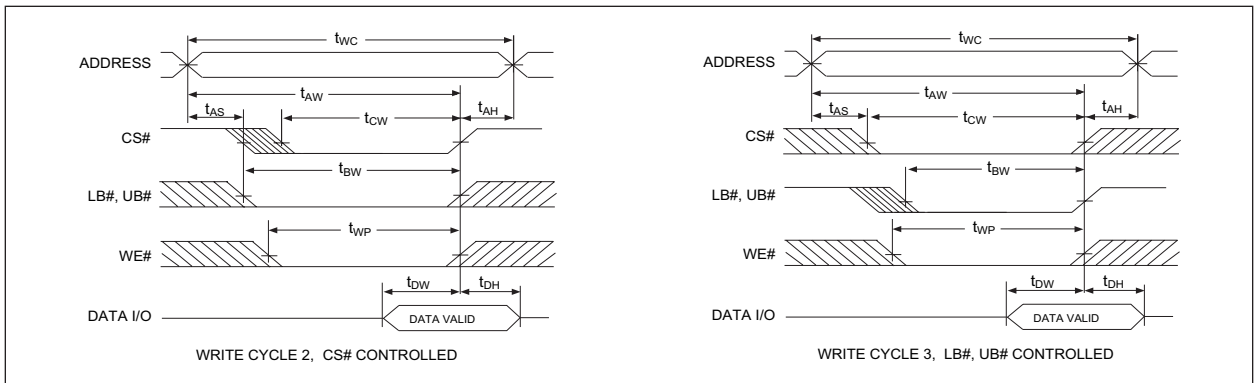 tWC
ADDRESS
tAW
tAS
tCW
tAH
CS#
tBW
LB#, UB#
tWP
WE#
tDW
tDH
DATA I/O
DATA VALID
WRITE CYCLE 2, CS# CONTROLLED
tWC
ADDRESS
tAW
tAS
tCW
tAH
CS#
tBW
LB#, UB#
tWP
WE#
tDW
tDH
DATA I/O
DATA VALID
WRITE CYCLE 3, LB#, UB# CONTROLLED